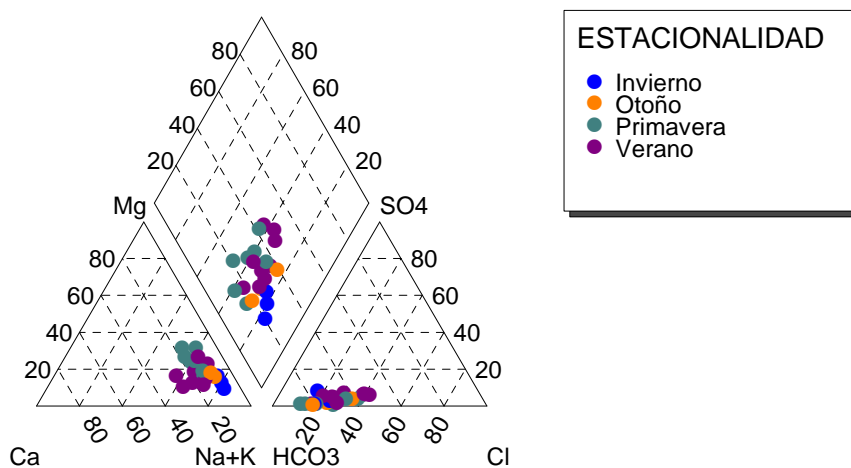 ESTACIONALIDAD
Invierno
Otoño
Primavera
Verano
80 80
60 60
40 40
20 20
Mg SO4
80 80
60 60
40 40
20 20
80 60 40 20 20 40 60 80
Ca Na+K HCO3 Cl